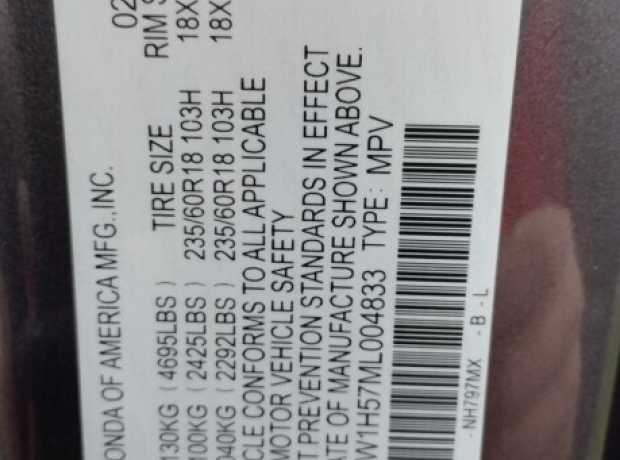 ONDA OF AMERICA MFG., INC. 02
130KG ( 4695LBS ) TIRE SIZE RIM S
100KG ( 2425LBS ) 235/60R18 103H 18X
040KG ( 2292LBS ) 235/60R18 103H 18X
CLE CONFORMS TO ALL APPLICABLE
MOTOR VEHICLE SAFETY
T PREVENTION STANDARDS IN EFFECT
ATE OF MANUFACTURE SHOWN ABOVE.
W1H57ML004833 TYPE: MPV
NH797MX - B - L